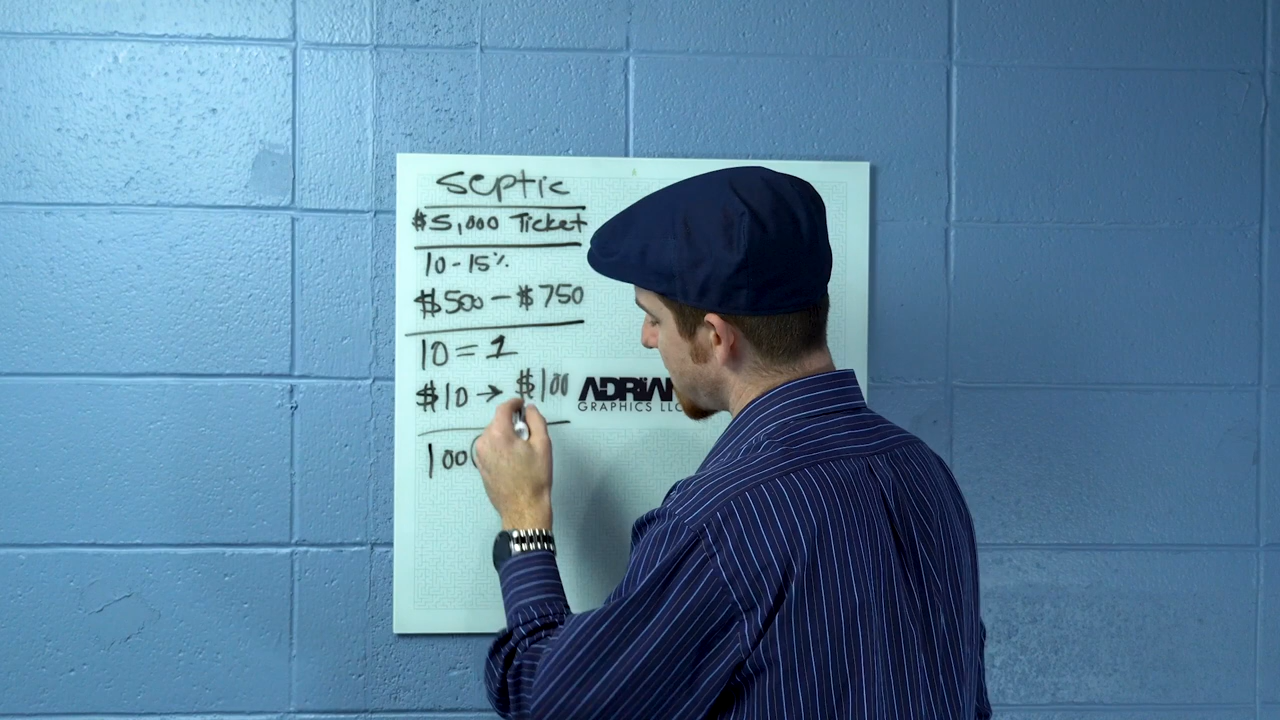 Septic
$5,000 Ticket
10-15%
$500 - $750
10 = 1
$10 → $100
100
ADRIAN
GRAPHICS LLC